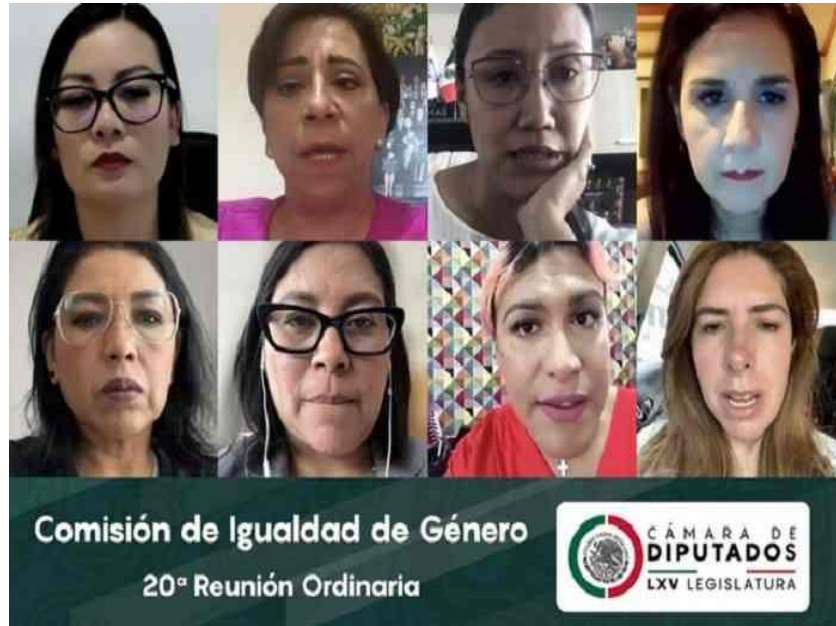 Comisión de Igualdad de Género
20ª Reunión Ordinaria
CÁMARA DE
DIPUTADOS
LXV LEGISLATURA